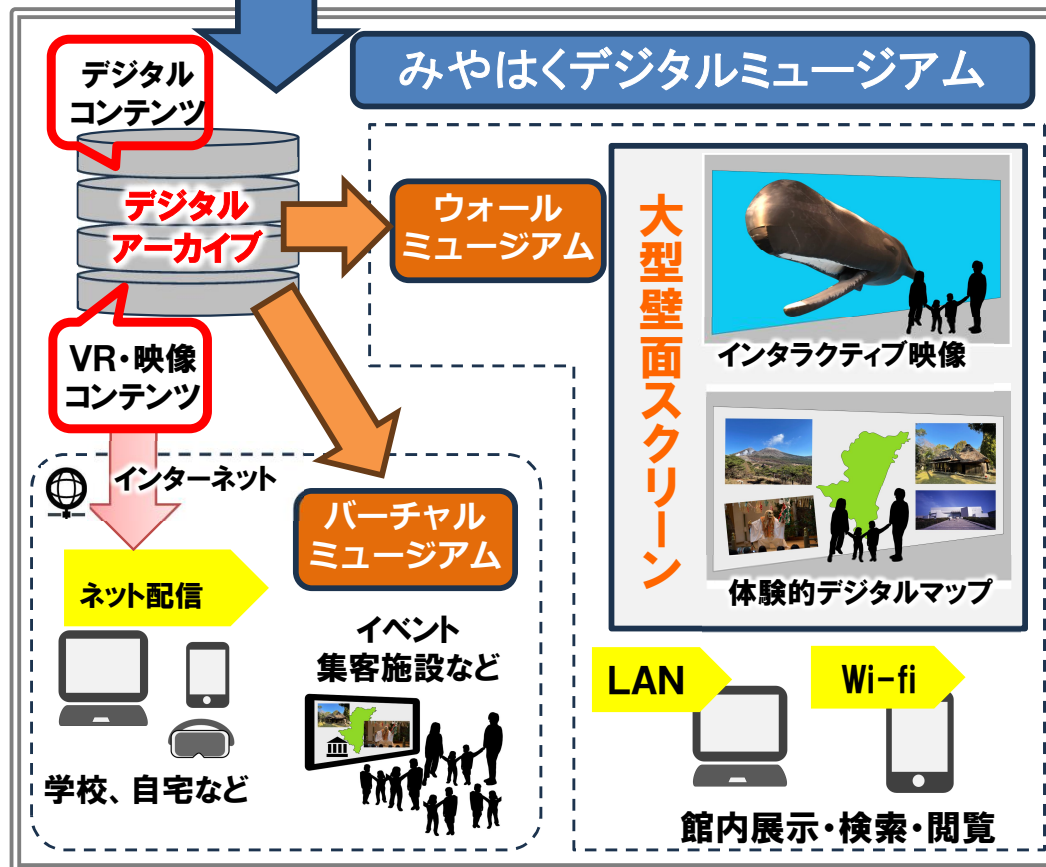 みやはくデジタルミュージアム
デジタル
コンテンツ
デジタル
アーカイブ
VR・映像
コンテンツ
ウォール
ミュージアム
大型壁面スクリーン
インタラクティブ映像
体験的デジタルマップ
インターネット
バーチャル
ミュージアム
ネット配信
学校、自宅など
イベント
集客施設など
LAN
Wi-fi
館内展示・検索・閲覧